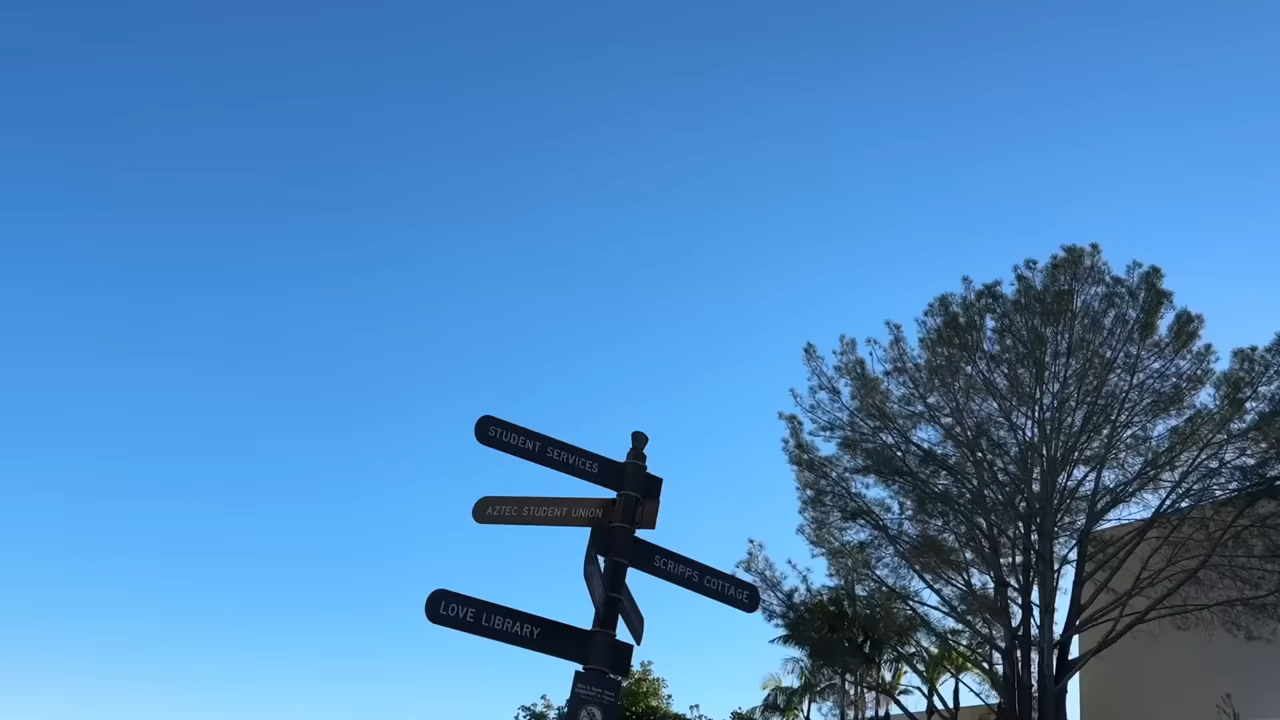 STUDENT SERVICES
AZTEC STUDENT UNION
SCRIPPS COTTAGE
LOVE LIBRARY